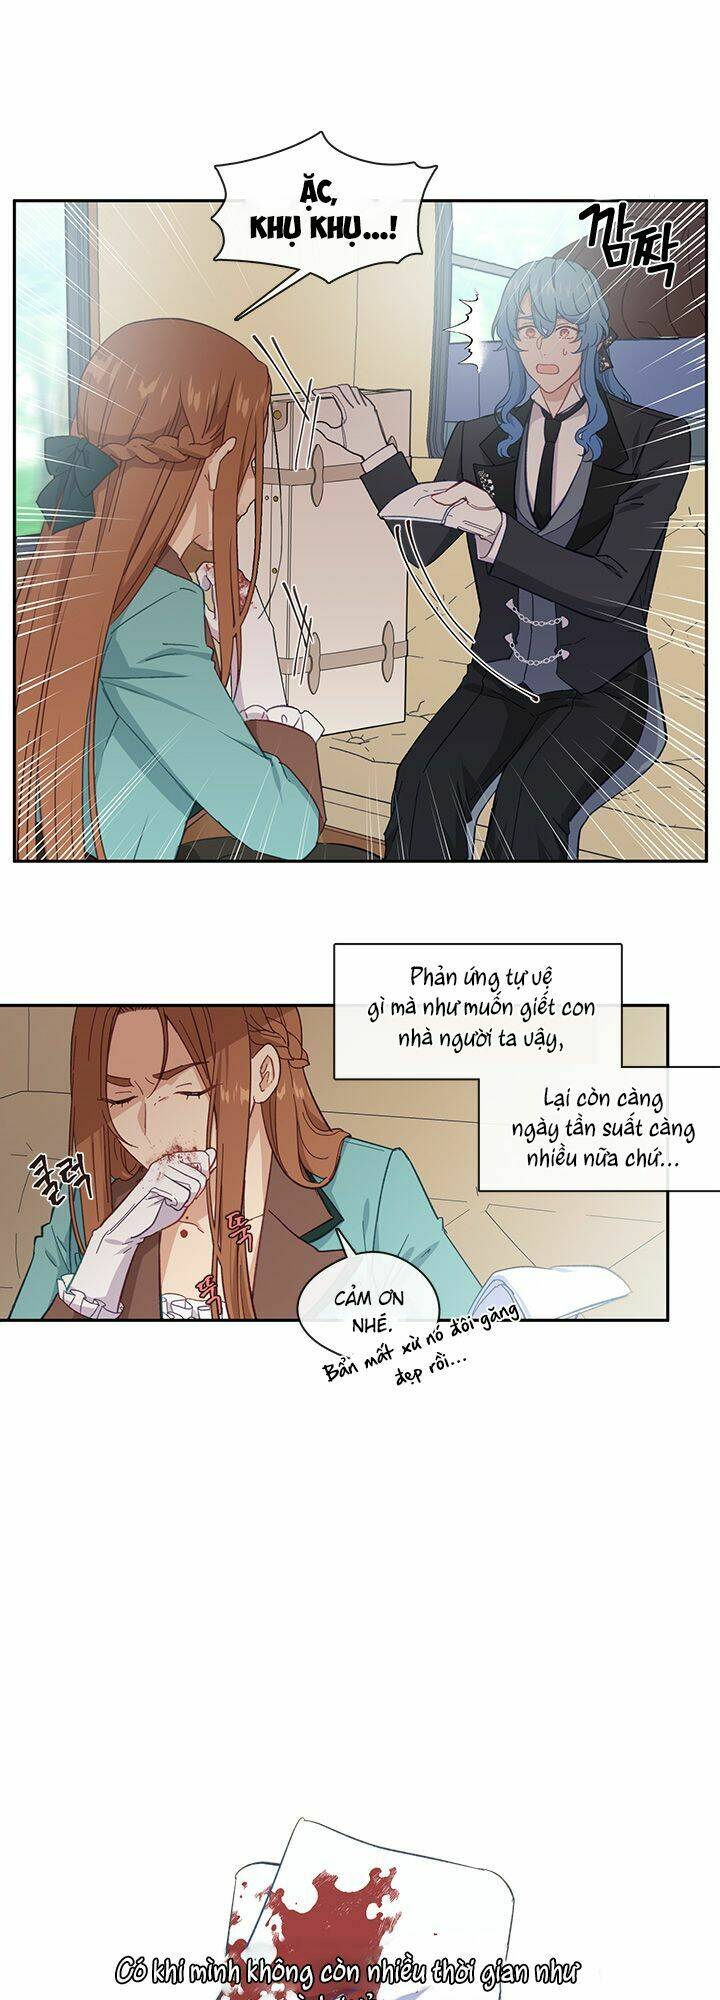 ẶC,
KHỤ KHỤ...!
깜짝
Phản ứng tự vệ
gì mà như muốn giết con
nhà người ta vậy,
Lại còn càng
ngày tần suất càng
nhiều nữa chứ...
쿨럭
뚝
뚝
CẢM ƠN
NHÉ.
Bẩn mất xừ nó đôi găng
đẹp rồi...
Có khi mình không còn nhiều thời gian như